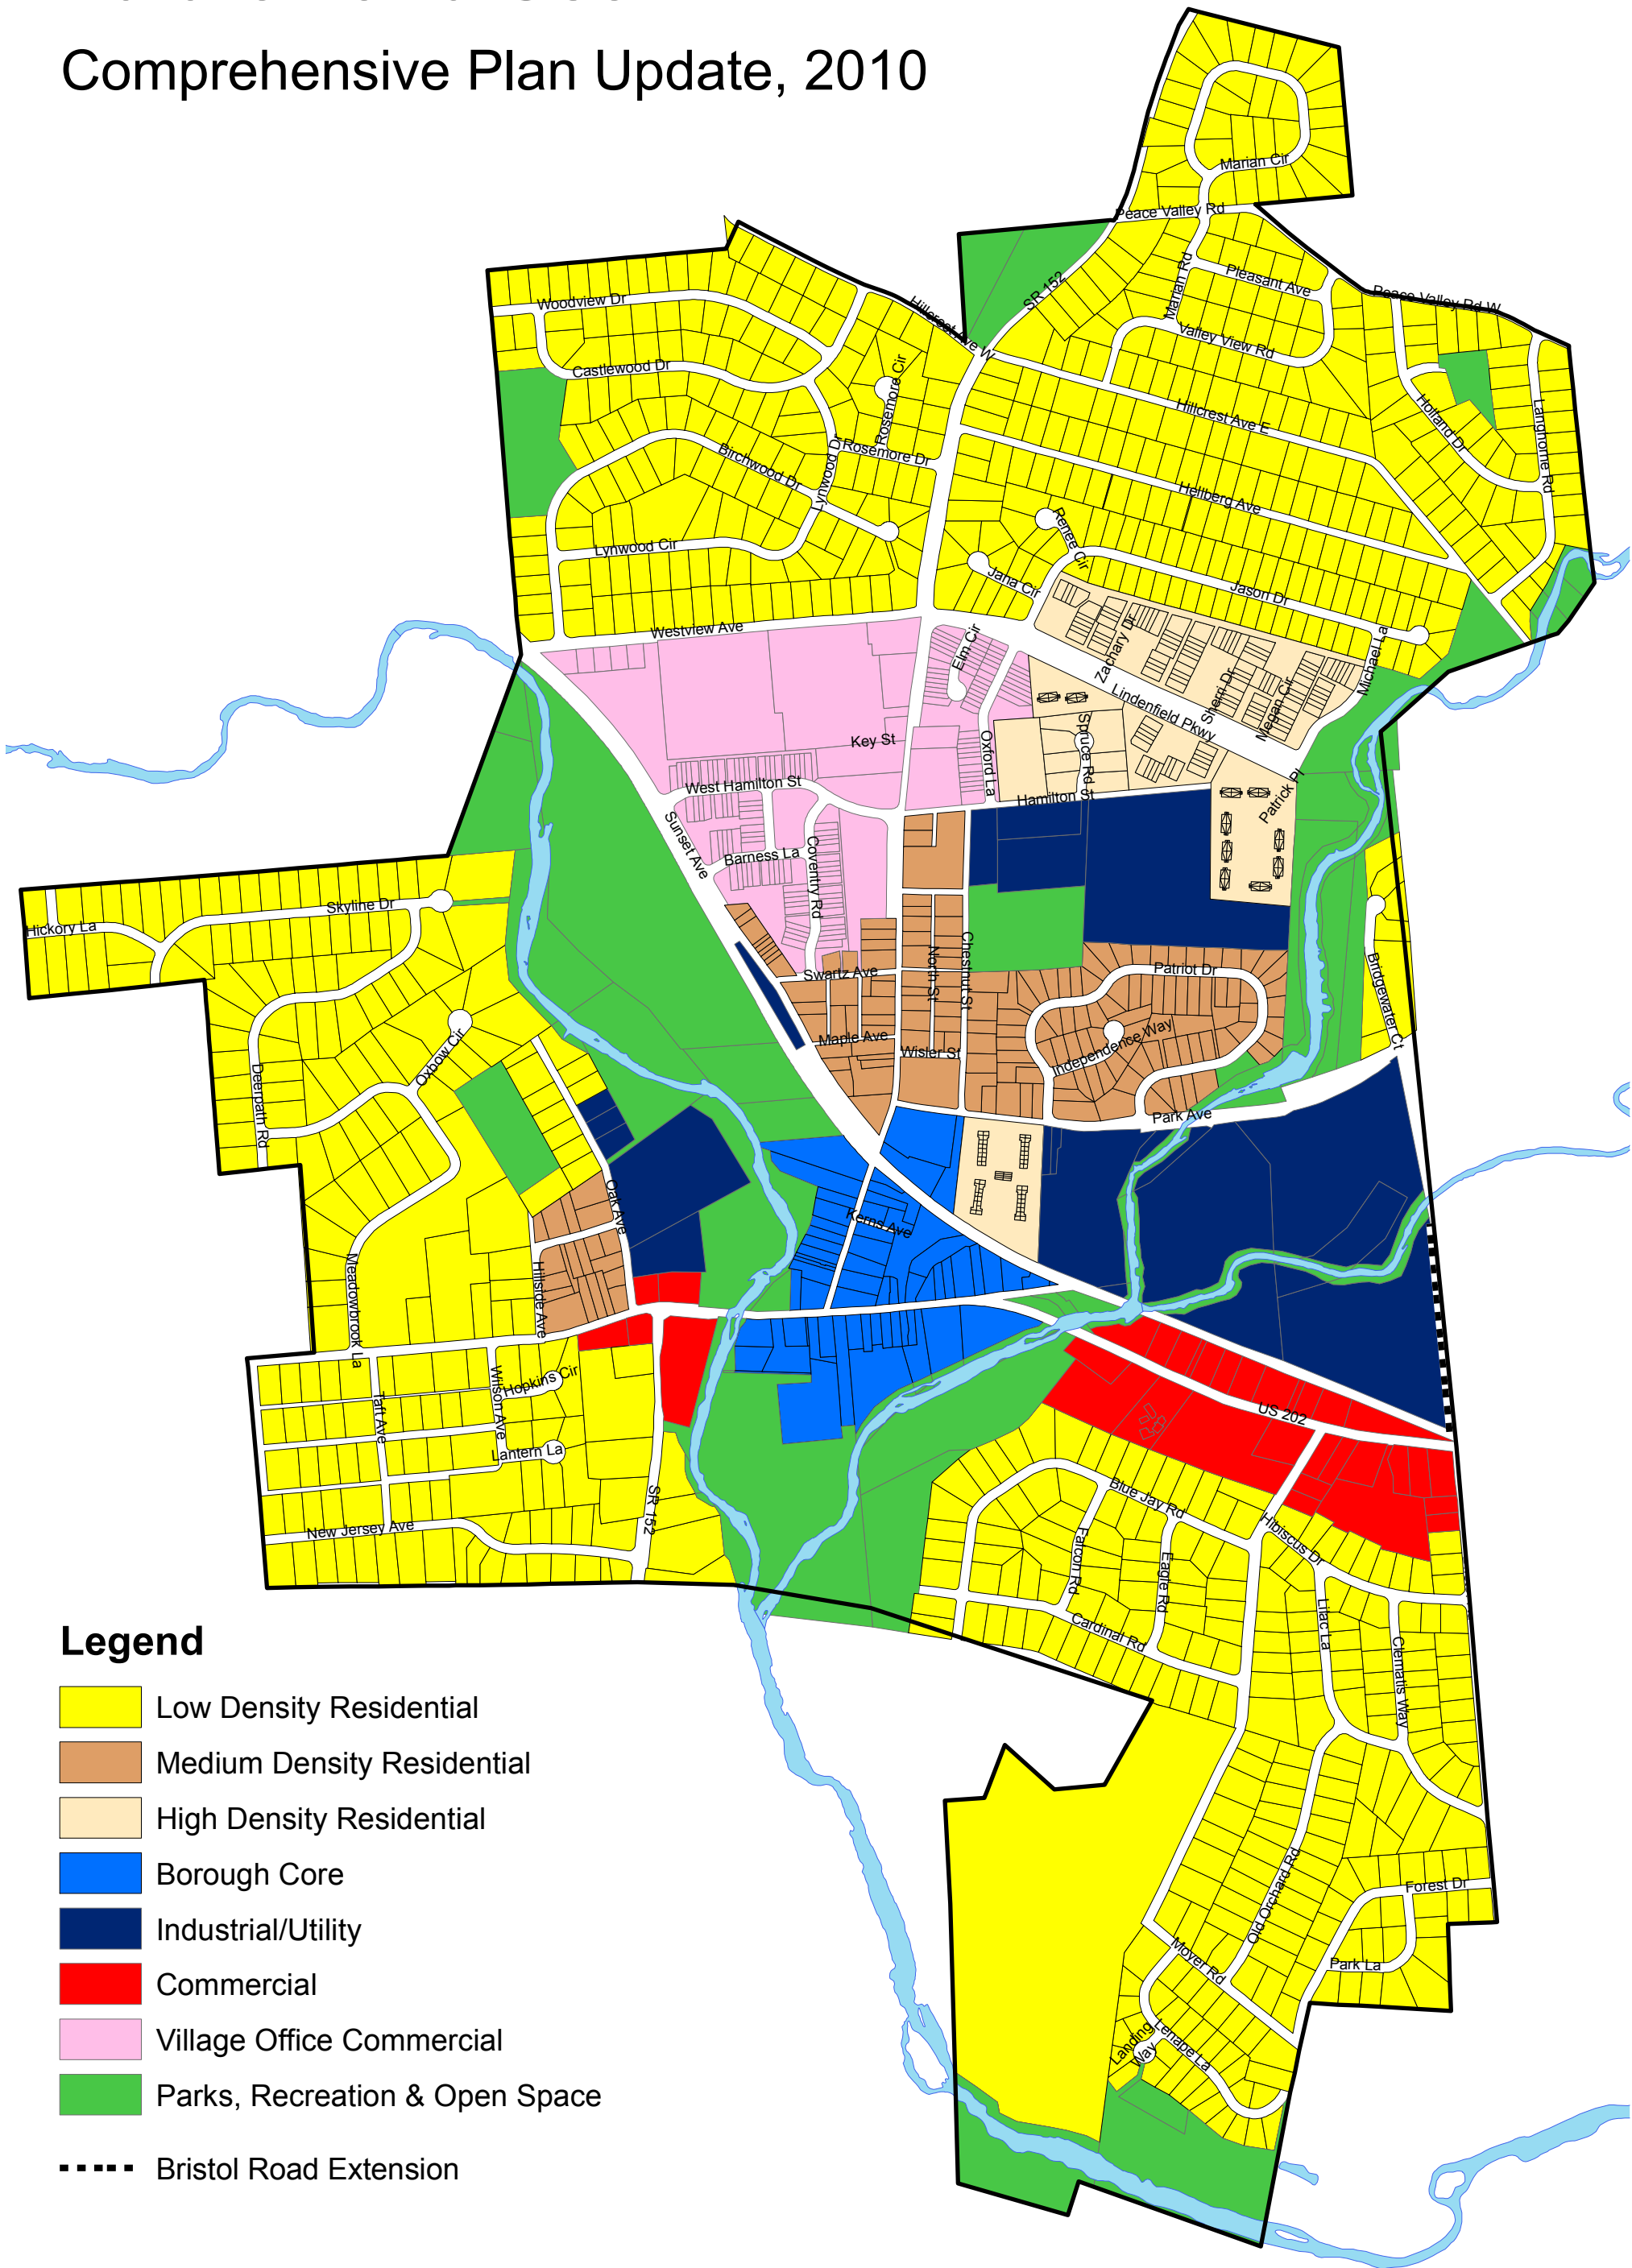 Comprehensive Plan Update, 2010
Marian Cir
Peace Valley Rd
SR 152
Marian Rd
Pleasant Ave
Peace Valley Rd W
Valley View Rd
Woodview Dr
Hillcrest Ave W
Castlewood Dr
Rosemore Cir
Hillcrest Ave E
Holland Dr
Langhorne Rd
Birchwood Dr
Lynwood Dr
Rosemore Dr
Hellberg Ave
Renee Cir
Lynwood Cir
Jana Cir
Jason Dr
Westview Ave
Elm Cir
Zachary Dr
Michael La
Lindenfield Pkwy
Sherri Dr
Megan Cir
Key St
Oxford La
Spruce Rd
West Hamilton St
Hamilton St
Patrick Pl
Sunset Ave
Barness La
Coventry Rd
Skyline Dr
Hickory La
Swartz Ave
North St
Chestnut St
Patriot Dr
Bridgewater Ct
Oxbow Cir
Maple Ave
Wisler St
Independence Way
Deerpath Rd
Park Ave
Oak Ave
Kerns Ave
Meadowbrook La
Hillside Ave
Taft Ave
Wilson Ave
Hopkins Cir
US 202
Lantern La
SR 152
New Jersey Ave
Blue Jay Rd
Falcon Rd
Eagle Rd
Hibiscus Dr
Cardinal Rd
Lilac La
Clematis Way
Legend
Low Density Residential
Medium Density Residential
High Density Residential
Borough Core
Industrial/Utility
Commercial
Village Office Commercial
Parks, Recreation & Open Space
Bristol Road Extension
Old Orchard Rd
Forest Dr
Moyer Rd
Park La
Landing
Way
Lenape La